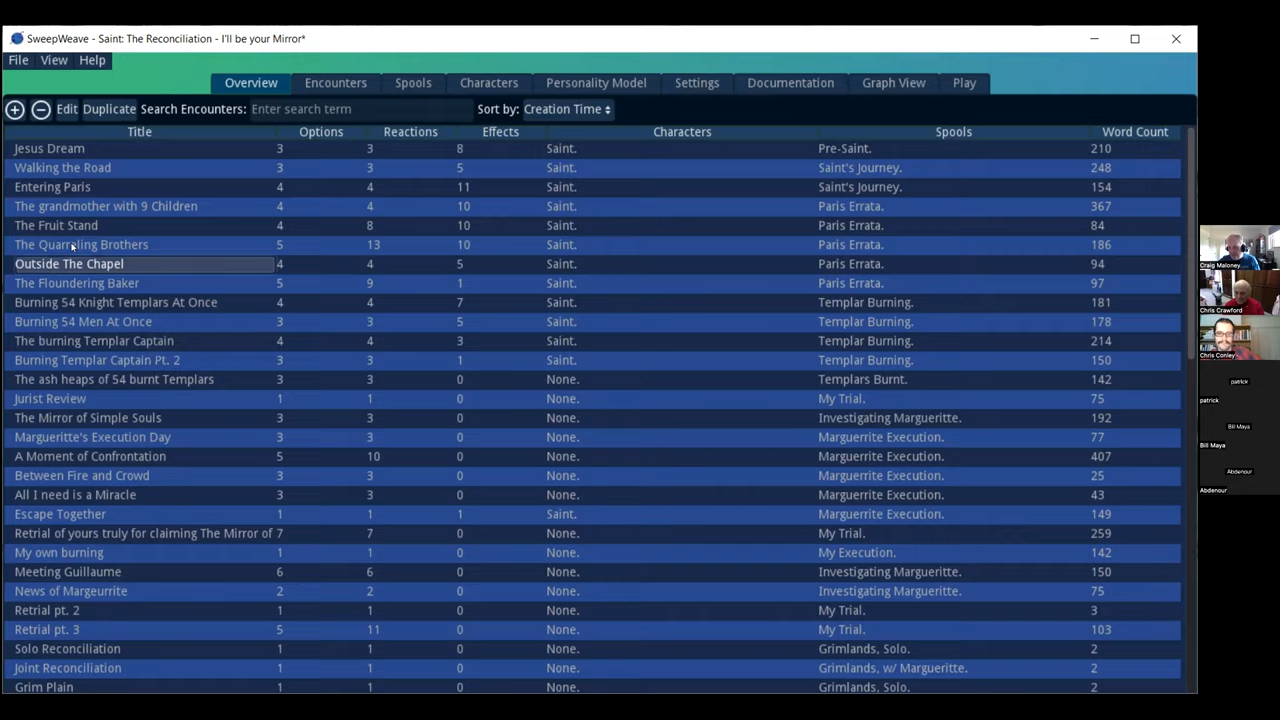 SweepWeave - Saint: The Reconciliation - I'll be your Mirror*
File View Help
Overview Encounters Spools Characters Personality Model Settings Documentation Graph View Play
Edit Duplicate Search Encounters: Enter search term Sort by: Creation Time
Title Options Reactions Effects Characters Spools Word Count
Jesus Dream 3 3 8 Saint. Pre-Saint. 210
Walking the Road 3 3 5 Saint. Saint's Journey. 248
Entering Paris 4 4 11 Saint. Saint's Journey. 154
The grandmother with 9 Children 4 4 10 Saint. Paris Errata. 367
The Fruit Stand 4 8 10 Saint. Paris Errata. 84
The Quarreling Brothers 5 13 10 Saint. Paris Errata. 186
Outside The Chapel 4 4 5 Saint. Paris Errata. 94
The Floundering Baker 5 9 1 Saint. Paris Errata. 97
Burning 54 Knight Templars At Once 4 4 7 Saint. Templar Burning. 181
Burning 54 Men At Once 3 3 5 Saint. Templar Burning. 178
The burning Templar Captain 4 4 3 Saint. Templar Burning. 214
Burning Templar Captain Pt. 2 3 3 1 Saint. Templar Burning. 150
The ash heaps of 54 burnt Templars 3 3 0 None. Templars Burnt. 142
Jurist Review 1 1 0 None. My Trial. 75
The Mirror of Simple Souls 3 3 0 None. Investigating Margueritte. 192
Margueritte's Execution Day 3 3 0 None. Marguerrite Execution. 77
A Moment of Confrontation 5 10 0 None. Marguerrite Execution. 407
Between Fire and Crowd 3 3 0 None. Marguerrite Execution. 25
All I need is a Miracle 3 3 0 None. Marguerrite Execution. 43
Escape Together 1 1 1 Saint. Marguerrite Execution. 149
Retrial of yours truly for claiming The Mirror of 7 7 0 None. My Trial. 259
My own burning 1 1 0 None. My Execution. 142
Meeting Guillaume 6 6 0 None. Investigating Margueritte. 150
News of Margeurrite 2 2 0 None. Investigating Margueritte. 75
Retrial pt. 2 1 1 0 None. My Trial. 3
Retrial pt. 3 5 11 0 None. My Trial. 103
Solo Reconciliation 1 1 0 None. Grimlands, Solo. 2
Joint Reconciliation 1 1 0 None. Grimlands, w/ Margueritte. 2
Grim Plain 1 1 0 None. Grimlands, Solo. 2
Craig Maloney
Chris Crawford
Chris Conley
patrick
patrick
Bill Maya
Bill Maya
Abdenour
Abdenour